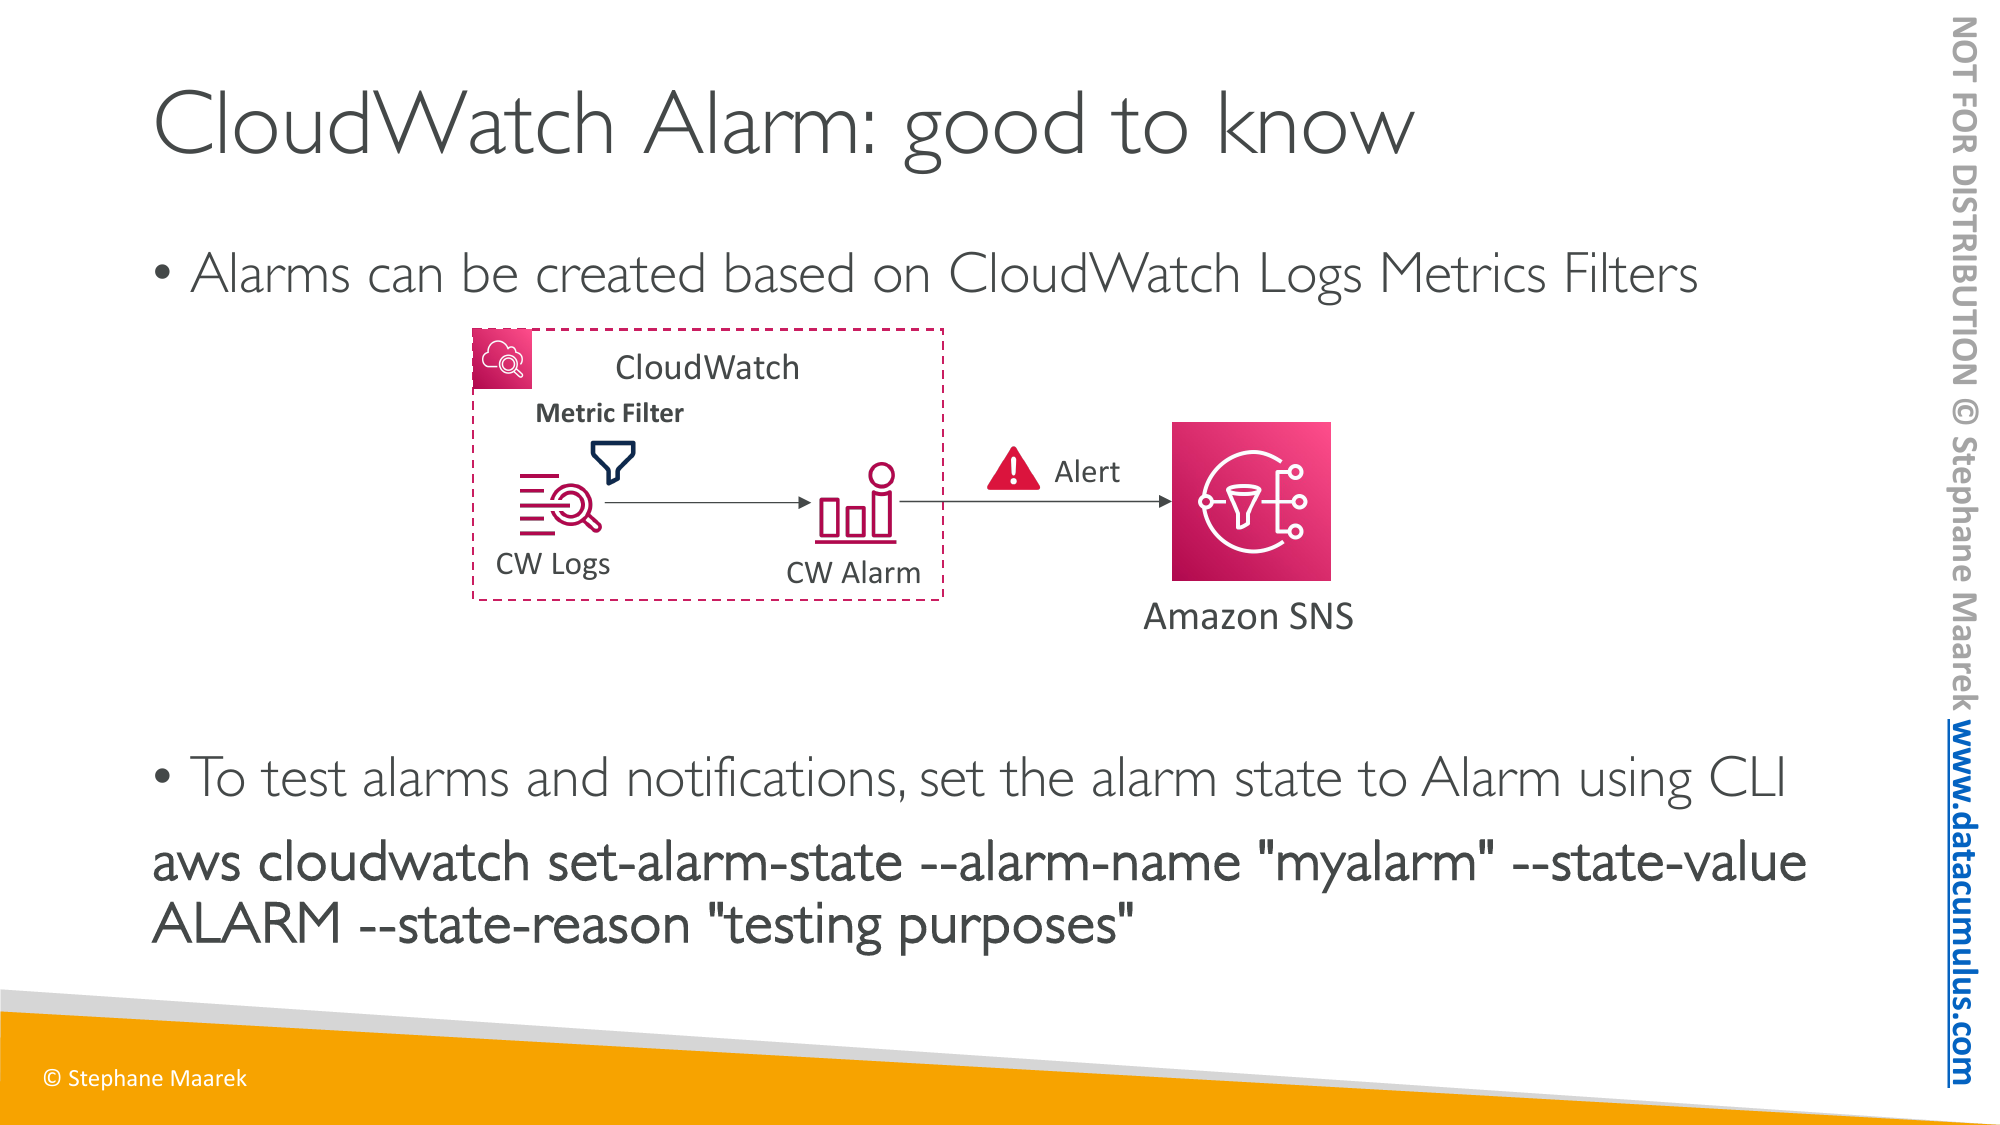 CloudWatch Alarm: good to know
• Alarms can be created based on CloudWatch Logs Metrics Filters
CloudWatch
Metric Filter
CW Logs
CW Alarm
Alert
Amazon SNS
• To test alarms and notifications, set the alarm state to Alarm using CLI
aws cloudwatch set-alarm-state --alarm-name "myalarm" --state-value
ALARM --state-reason "testing purposes"
© Stephane Maarek
NOT FOR DISTRIBUTION © Stephane Maarek www.datacumulus.com